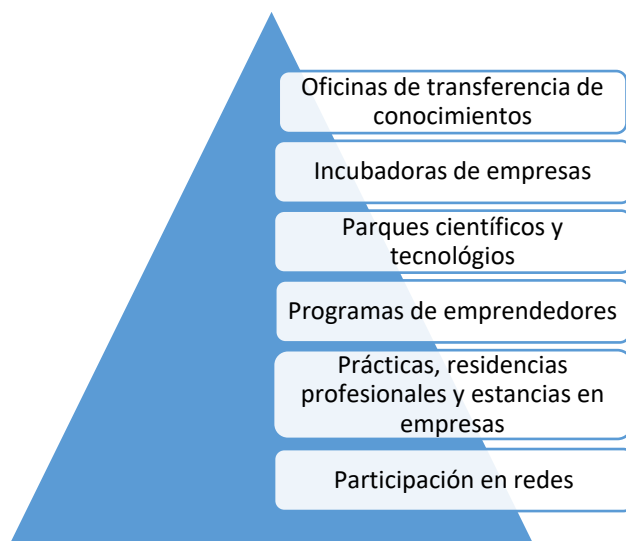 Oficinas de transferencia de
conocimientos
Incubadoras de empresas
Parques científicos y
tecnológios
Programas de emprendedores
Prácticas, residencias
profesionales y estancias en
empresas
Participación en redes